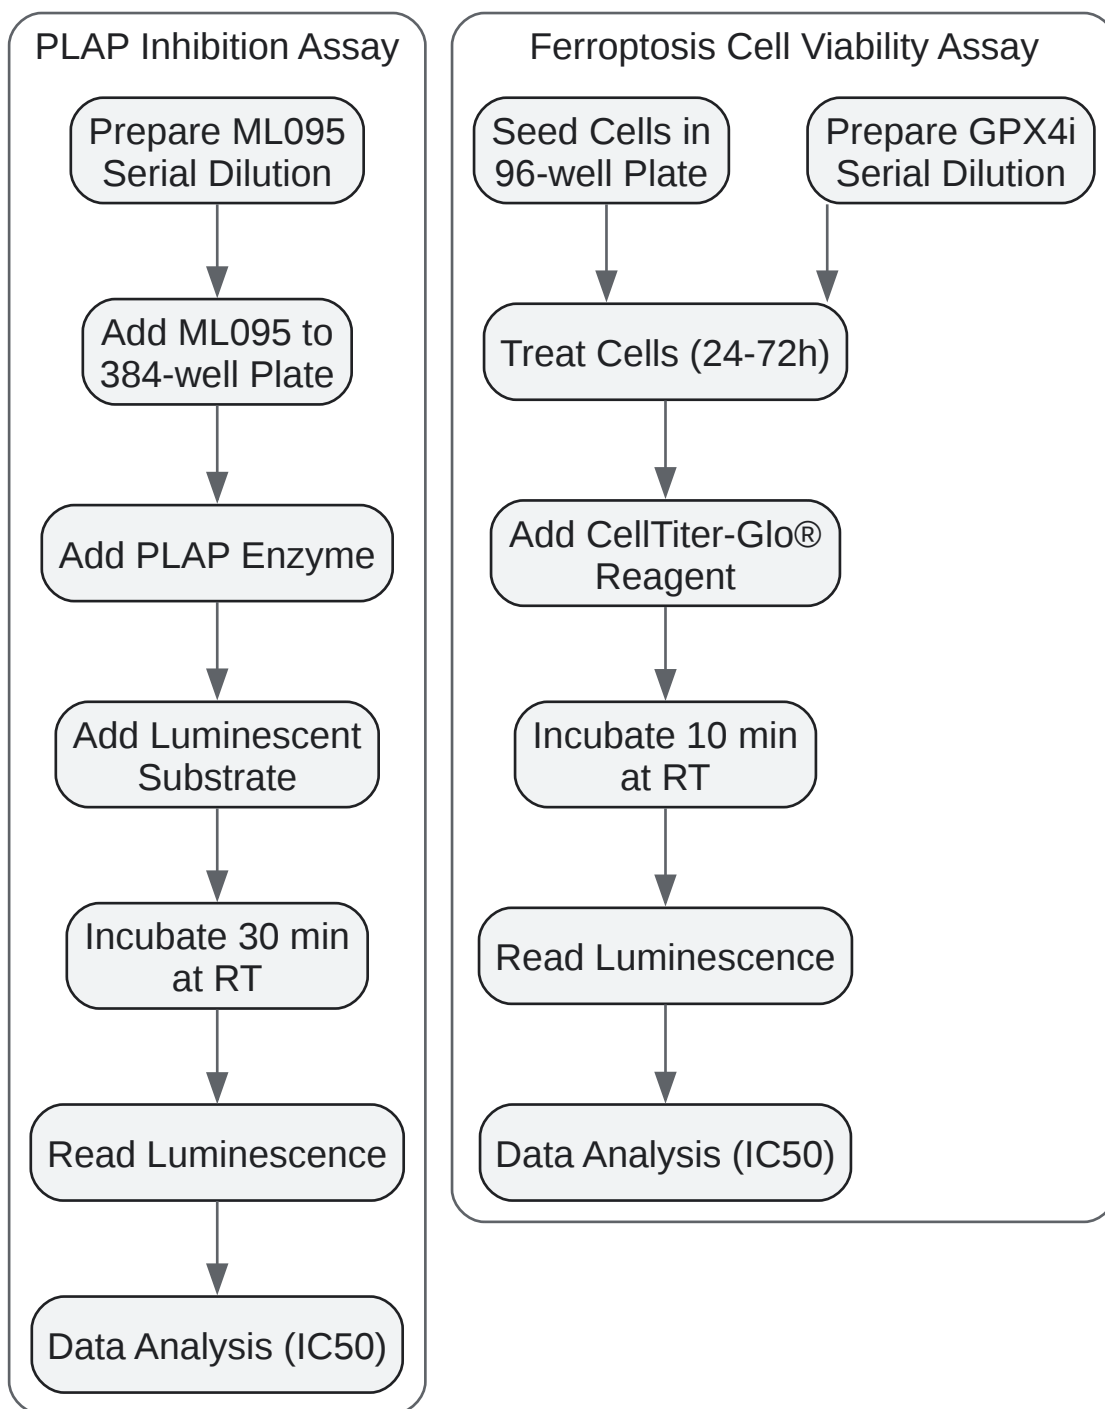 PLAP Inhibition Assay
Prepare ML095
Serial Dilution
Add ML095 to
384-well Plate
Add PLAP Enzyme
Add Luminescent
Substrate
Incubate 30 min
at RT
Read Luminescence
Data Analysis (IC50)
Ferroptosis Cell Viability Assay
Seed Cells in
96-well Plate
Prepare GPX4i
Serial Dilution
Treat Cells (24-72h)
Add CellTiter-Glo®
Reagent
Incubate 10 min
at RT
Read Luminescence
Data Analysis (IC50)